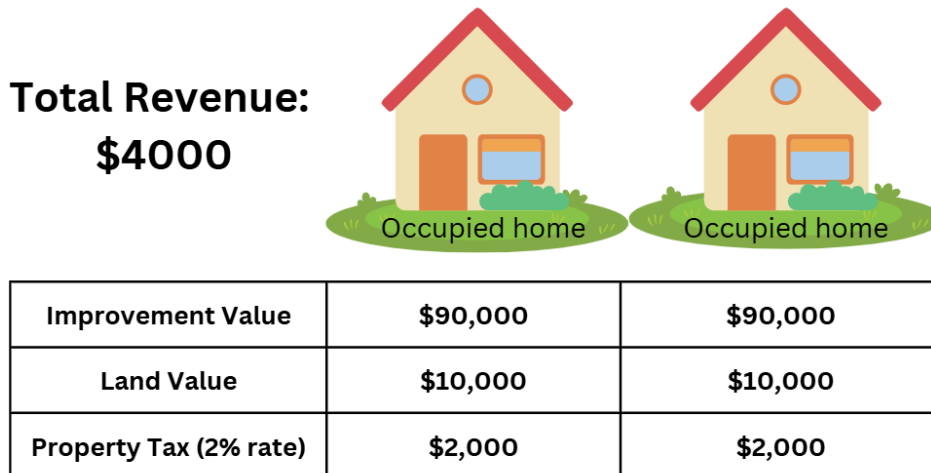 Total Revenue:
$4000
Occupied home Occupied home
Improvement Value $90,000 $90,000
Land Value $10,000 $10,000
Property Tax (2% rate) $2,000 $2,000